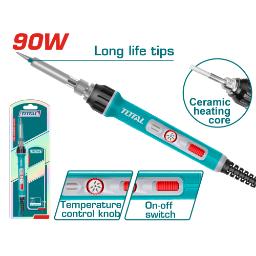 90W
Long life tips
Ceramic
heating
core
TOTAL
Temperature
control knob
On-off
switch